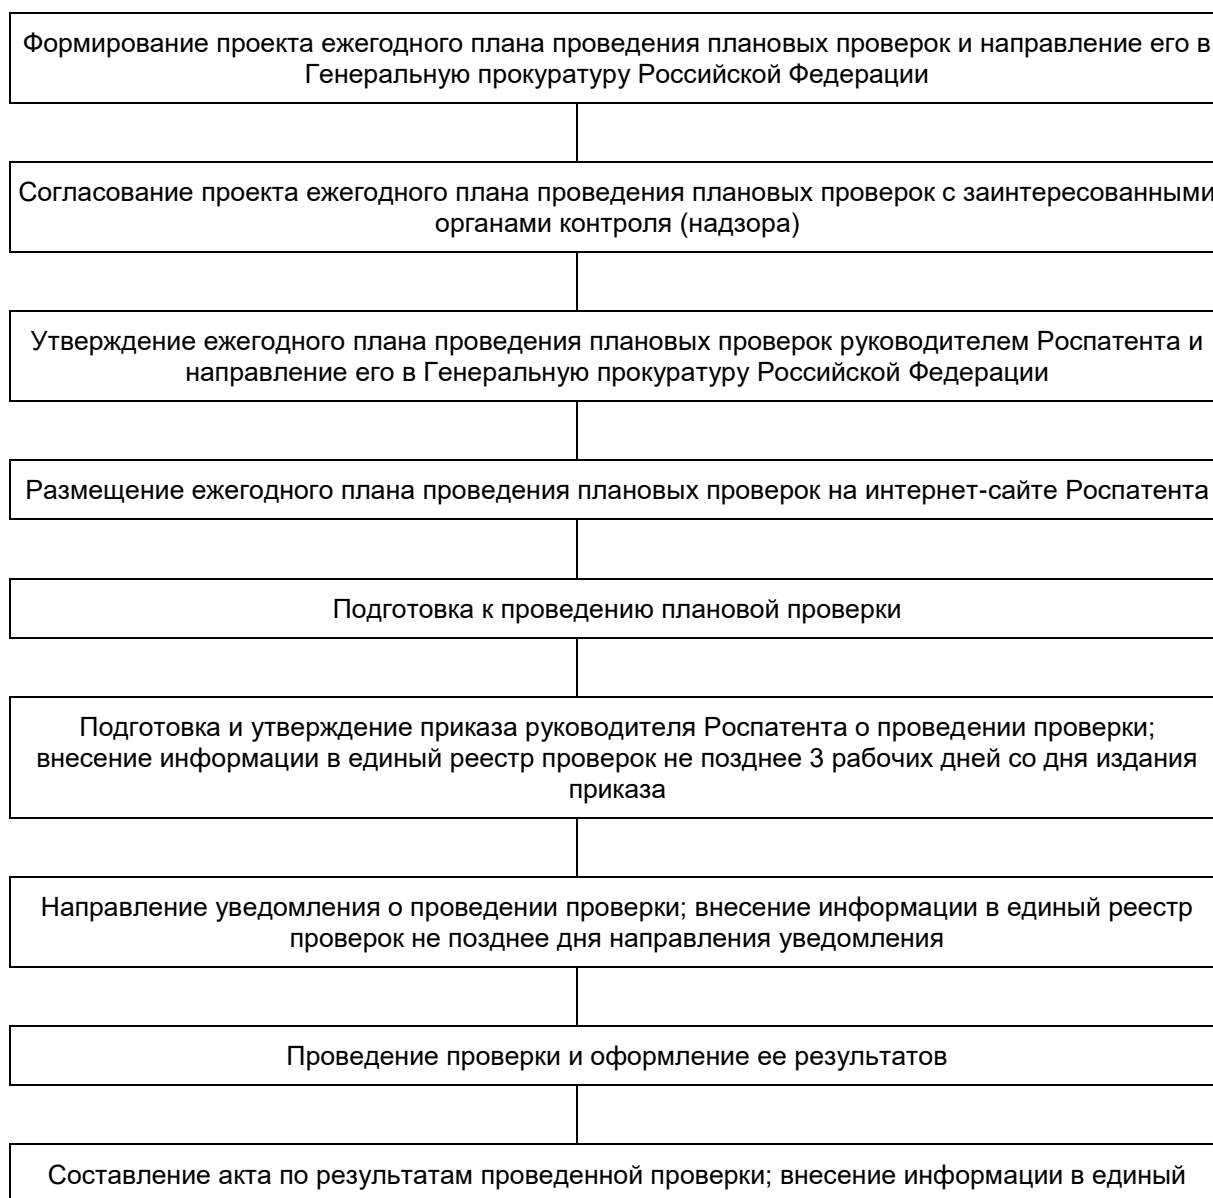 Формирование проекта ежегодного плана проведения плановых проверок и направление его в
Генеральную прокуратуру Российской Федерации
Согласование проекта ежегодного плана проведения плановых проверок с заинтересованными
органами контроля (надзора)
Утверждение ежегодного плана проведения плановых проверок руководителем Роспатента и
направление его в Генеральную прокуратуру Российской Федерации
Размещение ежегодного плана проведения плановых проверок на интернет-сайте Роспатента
Подготовка к проведению плановой проверки
Подготовка и утверждение приказа руководителя Роспатента о проведении проверки;
внесение информации в единый реестр проверок не позднее 3 рабочих дней со дня издания
приказа
Направление уведомления о проведении проверки; внесение информации в единый реестр
проверок не позднее дня направления уведомления
Проведение проверки и оформление ее результатов
Составление акта по результатам проведенной проверки; внесение информации в единый